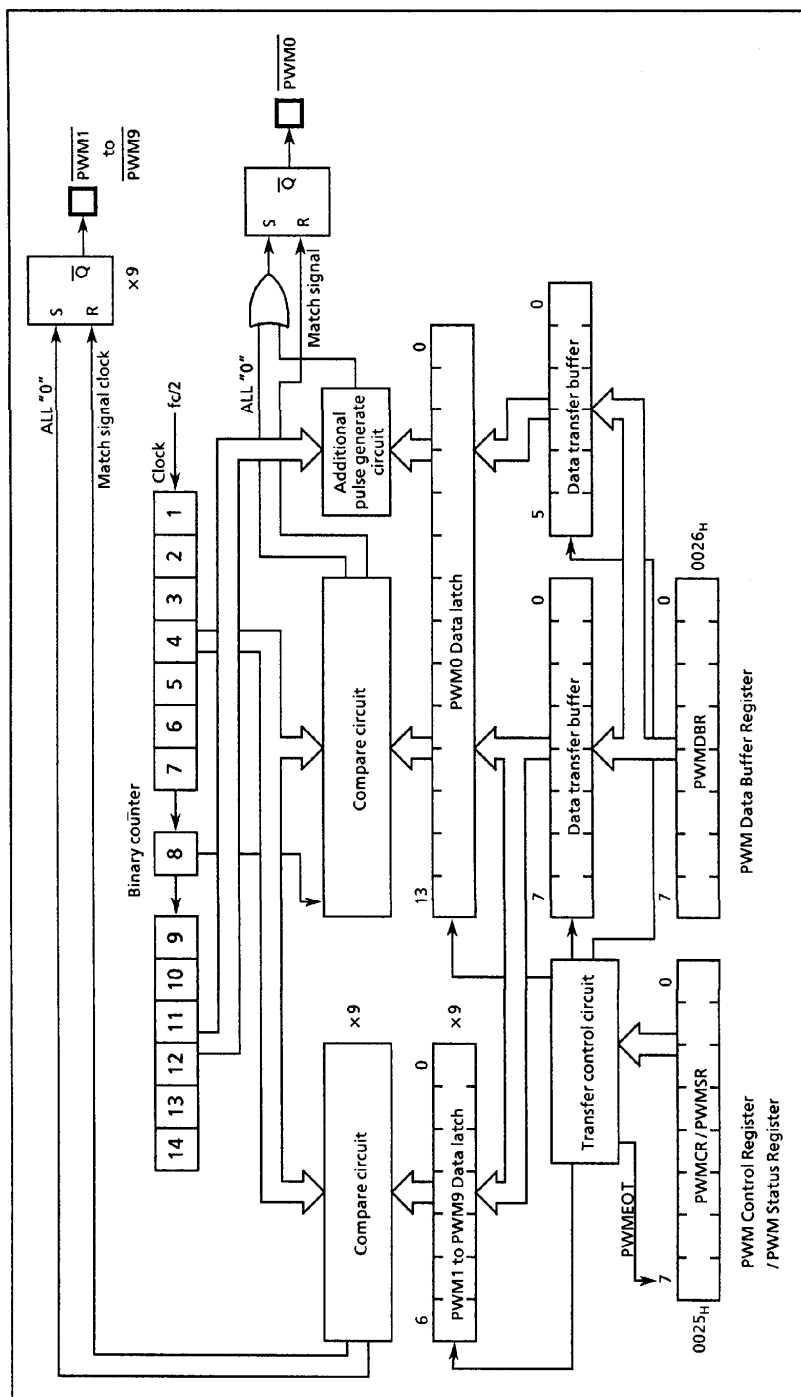 PWM1
to
PWM9
PWM0
Q
S
R
×9
Q
S
R
ALL "0"
Match signal clock
ALL "0"
Match signal
fc/2
Clock
Binary counter
14
13
12
11
10
9
8
7
6
5
4
3
2
1
Additional
pulse generate
circuit
Compare circuit
×9
Compare circuit
6
0
PWM1 to PWM9 Data latch
×9
13
0
PWM0 Data latch
Transfer control circuit
7
0
Data transfer buffer
5
0
Data transfer buffer
PWMEOT
0025H
7
0
PWMCR / PWMSR
PWM Control Register
/ PWM Status Register
7
0
PWMDBR
0026H
PWM Data Buffer Register